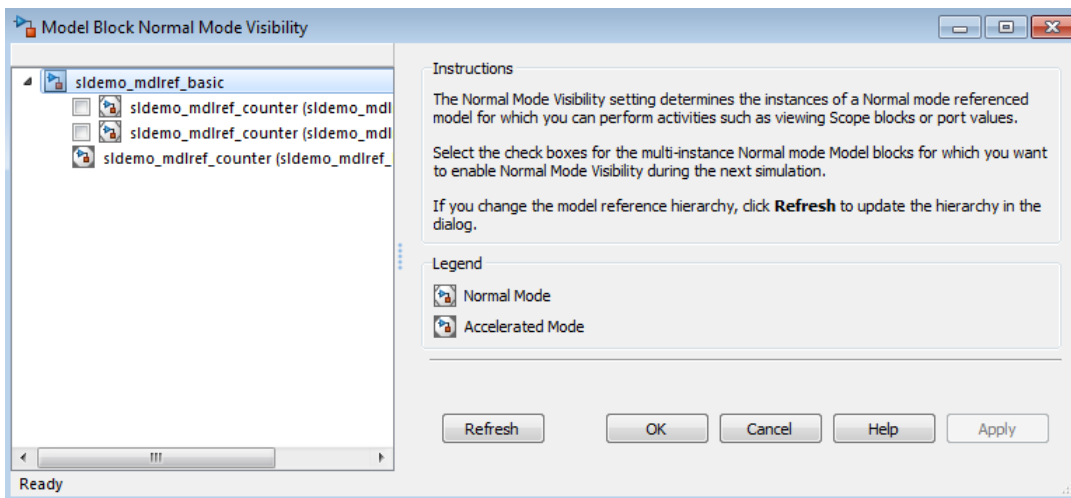 Model Block Normal Mode Visibility
sldemo_mdlref_basic
sldemo_mdlref_counter (sldemo_mdl
sldemo_mdlref_counter (sldemo_mdl
sldemo_mdlref_counter (sldemo_mdlref_
Instructions
The Normal Mode Visibility setting determines the instances of a Normal mode referenced
model for which you can perform activities such as viewing Scope blocks or port values.
Select the check boxes for the multi-instance Normal mode Model blocks for which you want
to enable Normal Mode Visibility during the next simulation.
If you change the model reference hierarchy, click Refresh to update the hierarchy in the
dialog.
Legend
Normal Mode
Accelerated Mode
Refresh OK Cancel Help Apply
Ready